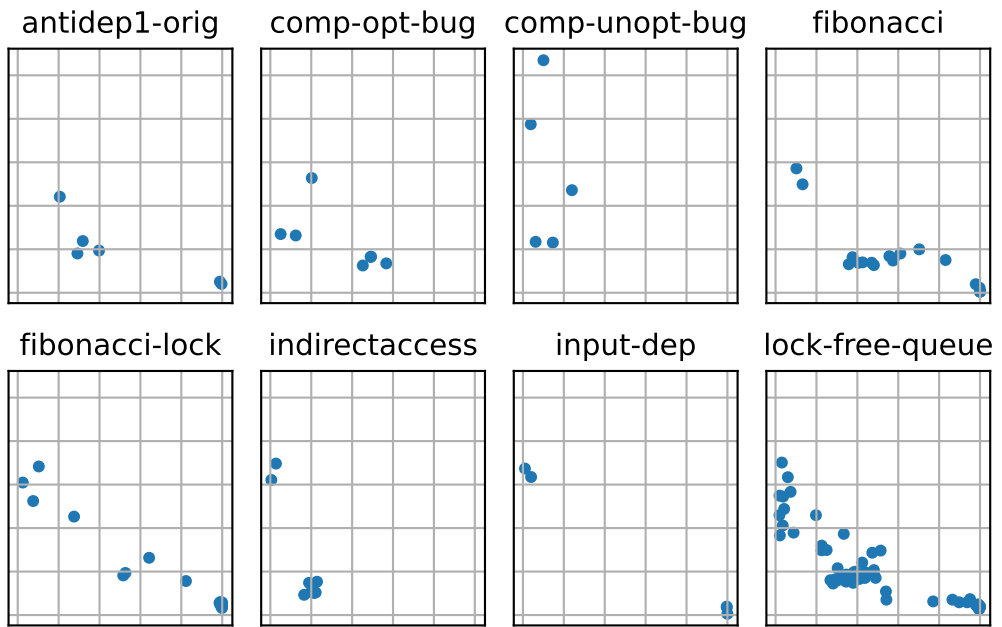 antidep1-orig
comp-opt-bug
comp-unopt-bug
fibonacci
fibonacci-lock
indirectaccess
input-dep
lock-free-queue